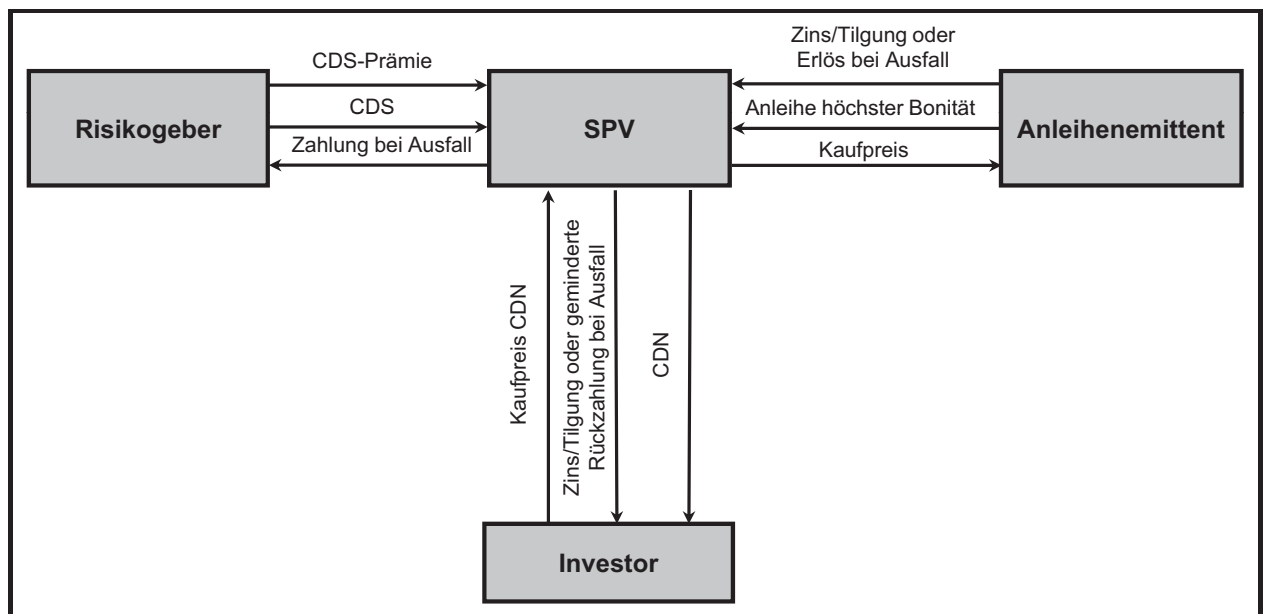 CDS-Prämie
CDS
Zahlung bei Ausfall
Risikogeber
SPV
Zins/Tilgung oder
Erlös bei Ausfall
Anleihe höchster Bonität
Kaufpreis
Anleihenemittent
Kaufpreis CDN
Zins/Tilgung oder geminderte
Rückzahlung bei Ausfall
CDN
Investor